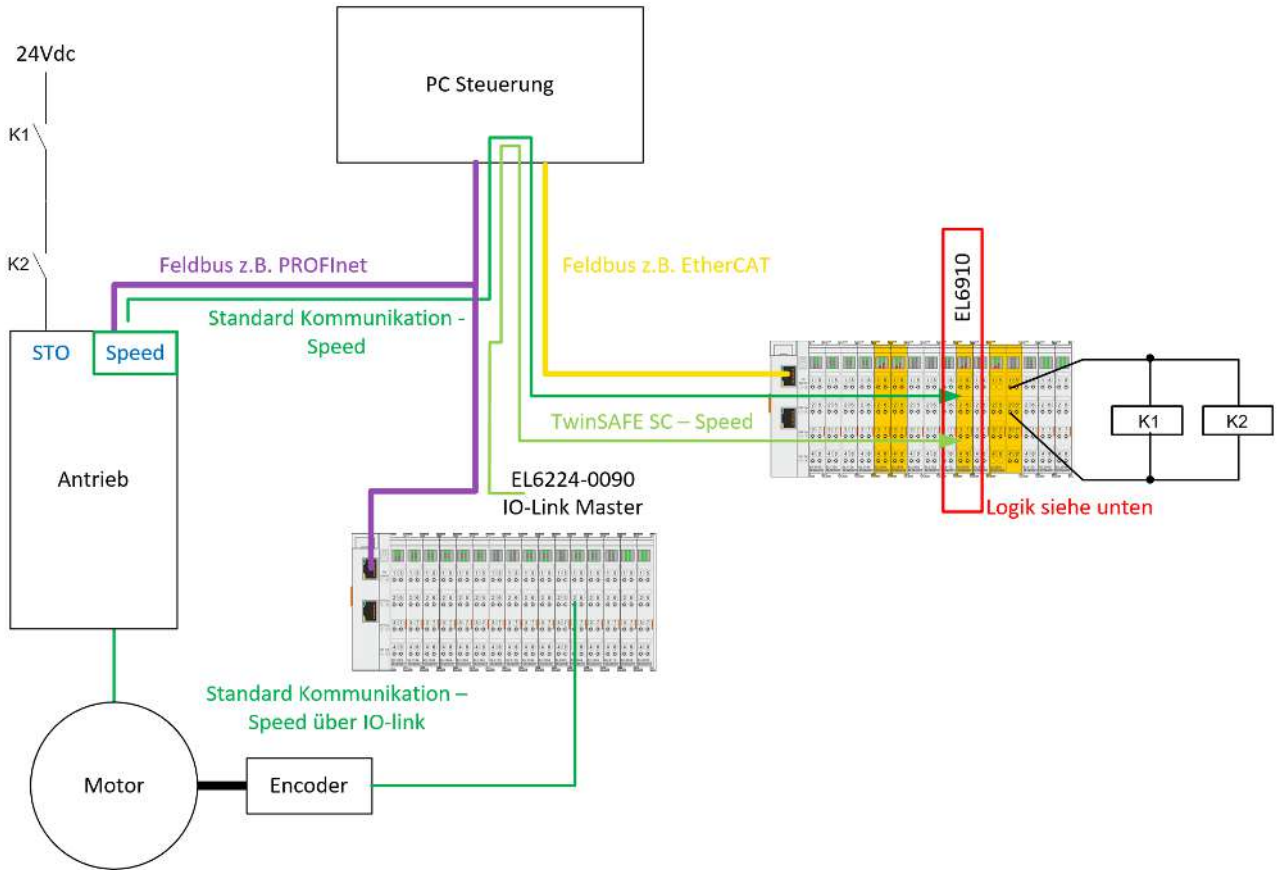 24Vdc
PC Steuerung
K1
K2
Feldbus z.B. PROFInet
Feldbus z.B. EtherCAT
EL6910
Standard Kommunikation -
Speed
STO
Speed
TwinSAFE SC – Speed
K1
K2
Antrieb
EL6224-0090
IO-Link Master
Logik siehe unten
Standard Kommunikation –
Speed über IO-link
Motor
Encoder